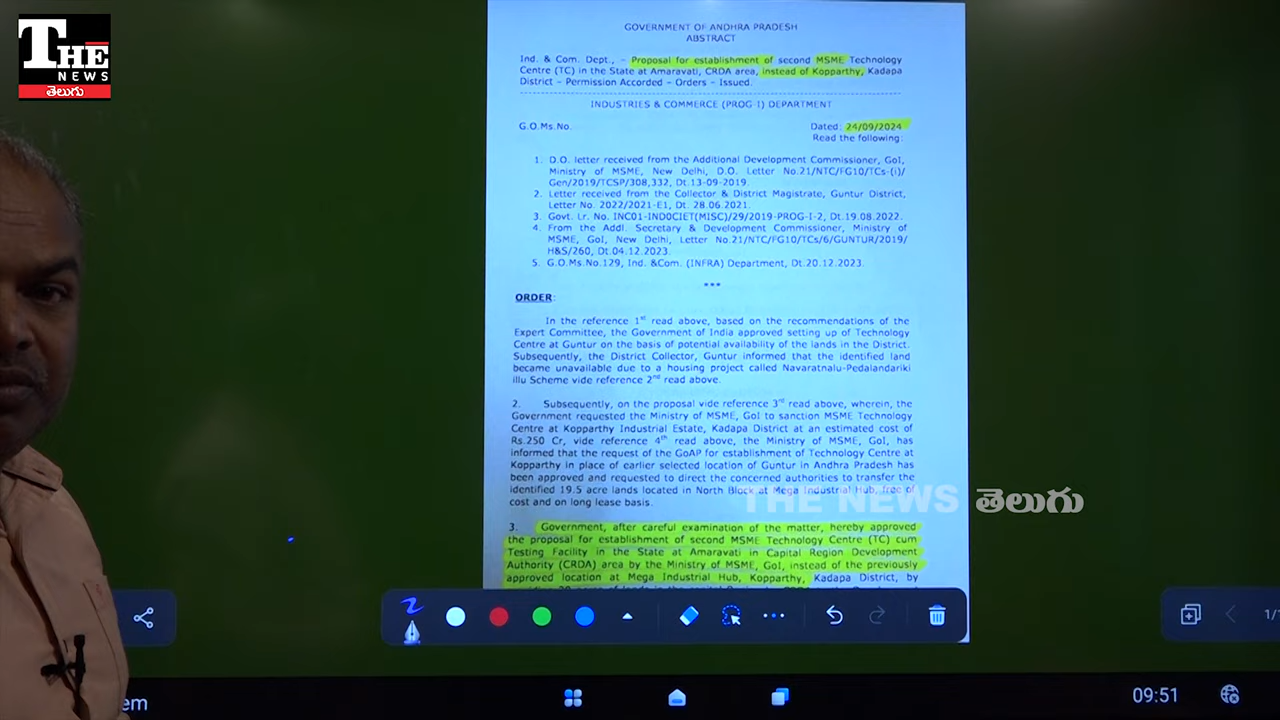 THE
NEWS
తెలుగు
GOVERNMENT OF ANDHRA PRADESH
ABSTRACT
Ind. & Com. Dept., – Proposal for establishment of second MSME Technology
Centre (TC) in the State at Amaravati, CRDA area, instead of Kopparthy, Kadapa
District – Permission Accorded – Orders – Issued.
INDUSTRIES & COMMERCE (PROG-I) DEPARTMENT
G.O.Ms.No. Dated: 24/09/2024
Read the following:
1. D.O. letter received from the Additional Development Commissioner, GoI,
Ministry of MSME, New Delhi, D.O. Letter No.21/NTC/FG10/TCs-(i)/
Gen/2019/TCSP/308,332, Dt.13-09-2019.
2. Letter received from the Collector & District Magistrate, Guntur District,
Letter No. 2022/2021-E1, Dt. 28.06.2021.
3. Govt. Lr. No. INC01-IND0CIET(MISC)/29/2019-PROG-I-2, Dt.19.08.2022.
4. From the Addl. Secretary & Development Commissioner, Ministry of
MSME, GoI, New Delhi, Letter No.21/NTC/FG10/TCs/6/GUNTUR/2019/
H&S/260, Dt.04.12.2023.
5. G.O.Ms.No.129, Ind. &Com. (INFRA) Department, Dt.20.12.2023.
***
ORDER:
In the reference 1st read above, based on the recommendations of the
Expert Committee, the Government of India approved setting up of Technology
Centre at Guntur on the basis of potential availability of the lands in the District.
Subsequently, the District Collector, Guntur informed that the identified land
became unavailable due to a housing project called Navaratnalu-Pedalandariki
illu Scheme vide reference 2nd read above.
2. Subsequently, on the proposal vide reference 3rd read above, wherein, the
Government requested the Ministry of MSME, GoI to sanction MSME Technology
Centre at Kopparthy Industrial Estate, Kadapa District at an estimated cost of
Rs.250 Cr, vide reference 4th read above, the Ministry of MSME, GoI, has
informed that the request of the GoAP for establishment of Technology Centre at
Kopparthy in place of earlier selected location of Guntur in Andhra Pradesh has
been approved and requested to direct the concerned authorities to transfer the
identified 19.5 acre lands located in North Block at Mega Industrial Hub, free of
cost and on long lease basis.
THE NEWS తెలుగు
3. Government, after careful examination of the matter, hereby approved
the proposal for establishment of second MSME Technology Centre (TC) cum
Testing Facility in the State at Amaravati in Capital Region Development
Authority (CRDA) area by the Ministry of MSME, GoI, instead of the previously
approved location at Mega Industrial Hub, Kopparthy, Kadapa District, by
1/
em
09:51